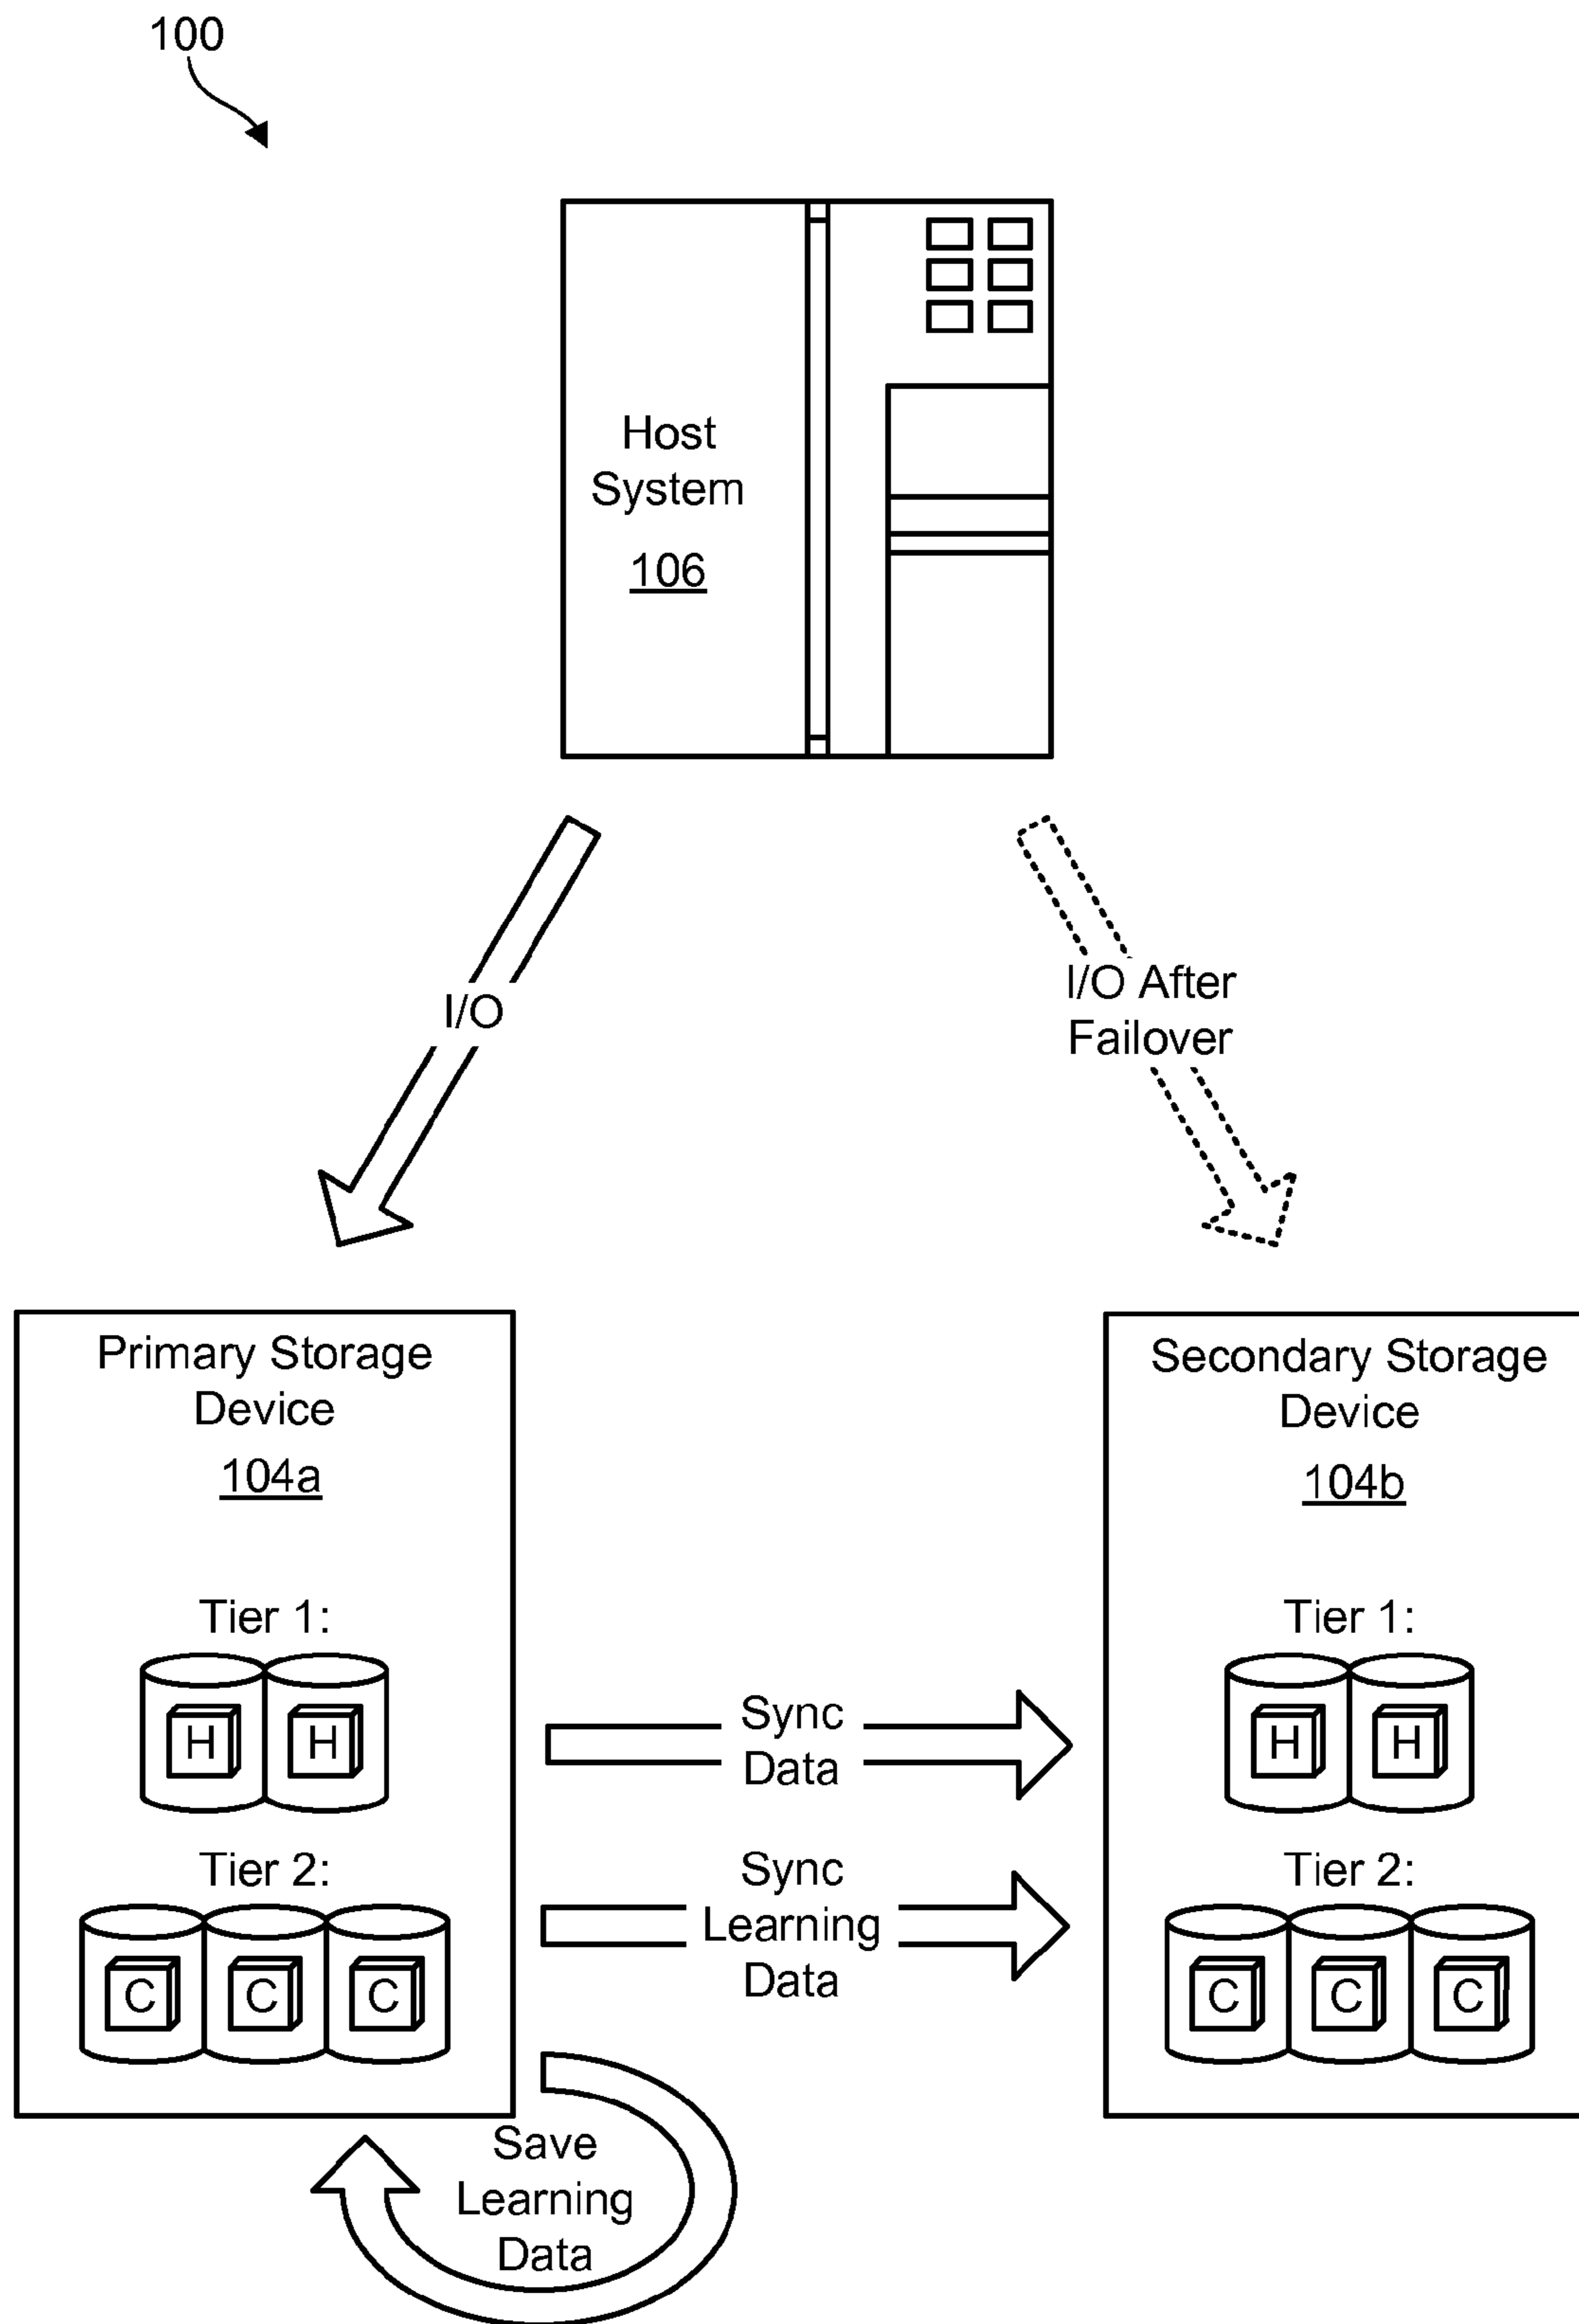 100
Host
System
106
I/O
I/O After
Failover
Primary Storage
Device
104a
Tier 1:
H H
Tier 2:
C C C
Sync
Data
Sync
Learning
Data
Save
Learning
Data
Secondary Storage
Device
104b
Tier 1:
H H
Tier 2:
C C C